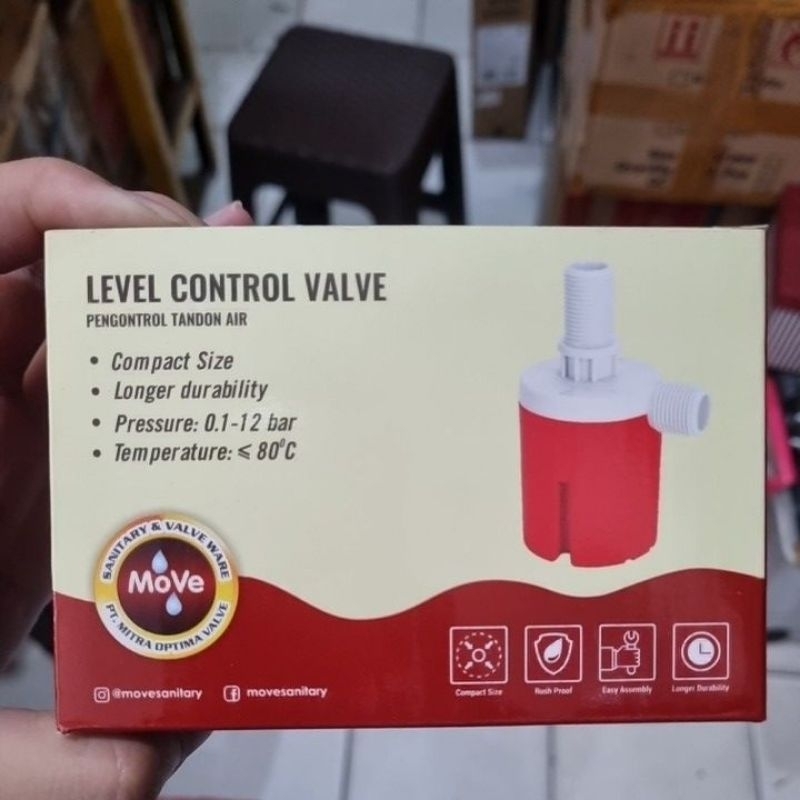 LEVEL CONTROL VALVE
PENGONTROL TANDON AIR
• Compact Size
• Longer durability
• Pressure: 0.1-12 bar
• Temperature: ≤ 80⁰C
SANITARY & VALVE WARE
MoVe
PT. MITRA OPTIMA VALVE
@movesanitary
movesanitary
Compact Size
Rush Proof
Easy Assembly
Longer Durability